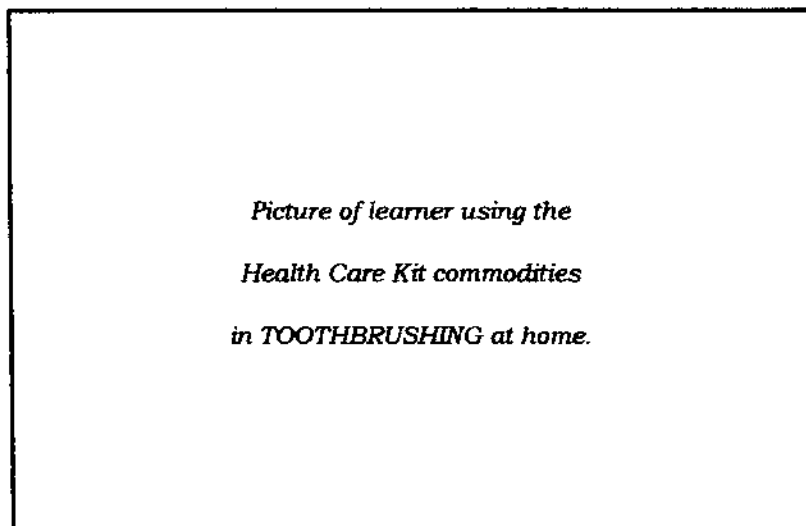 Picture of learner using the
Health Care Kit commodities
in TOOTHBRUSHING at home.